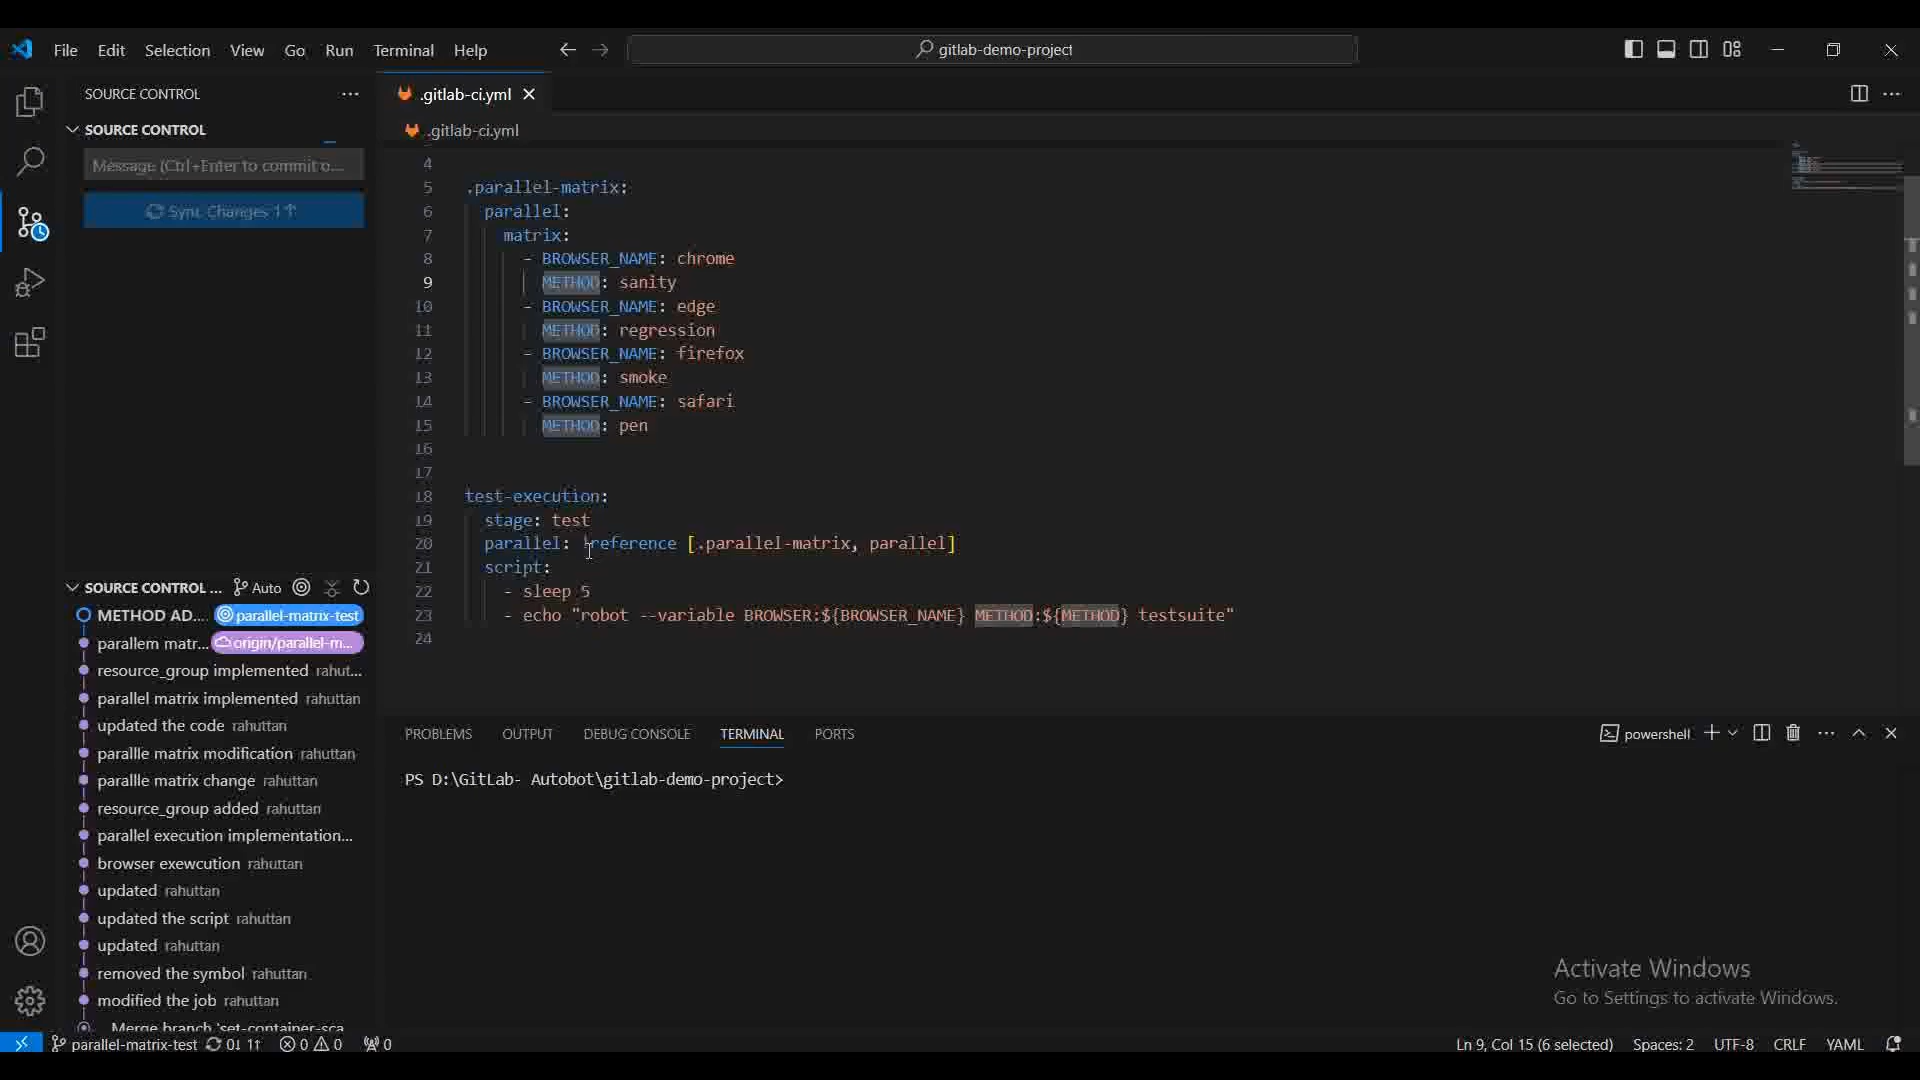 File Edit Selection View Go Run Terminal Help
gitlab-demo-project
SOURCE CONTROL
SOURCE CONTROL
Message (Ctrl+Enter to commit o...
Sync Changes 1↑
.gitlab-ci.yml
.gitlab-ci.yml
4
5 .parallel-matrix:
6 parallel:
7 matrix:
8 - BROWSER_NAME: chrome
9 METHOD: sanity
10 - BROWSER_NAME: edge
11 METHOD: regression
12 - BROWSER_NAME: firefox
13 METHOD: smoke
14 - BROWSER_NAME: safari
15 METHOD: pen
16
17
18 test-execution:
19 stage: test
20 parallel: !reference [.parallel-matrix, parallel]
21 script:
22 - sleep 5
23 - echo "robot --variable BROWSER:${BROWSER_NAME} METHOD:${METHOD} testsuite"
24
SOURCE CONTROL ... Auto
METHOD AD... parallel-matrix-test
parallem matr... origin/parallel-m...
resource_group implemented rahut...
parallel matrix implemented rahuttan
updated the code rahuttan
parallle matrix modification rahuttan
parallle matrix change rahuttan
resource_group added rahuttan
parallel execution implementation...
browser exewcution rahuttan
updated rahuttan
updated the script rahuttan
updated rahuttan
removed the symbol rahuttan
modified the job rahuttan
Merge branch 'set-container-sca
PROBLEMS OUTPUT DEBUG CONSOLE TERMINAL PORTS
powershell
PS D:\GitLab- Autobot\gitlab-demo-project>
Activate Windows
Go to Settings to activate Windows.
parallel-matrix-test 0↓ 1↑ 0 0 0
Ln 9, Col 15 (6 selected) Spaces: 2 UTF-8 CRLF YAML